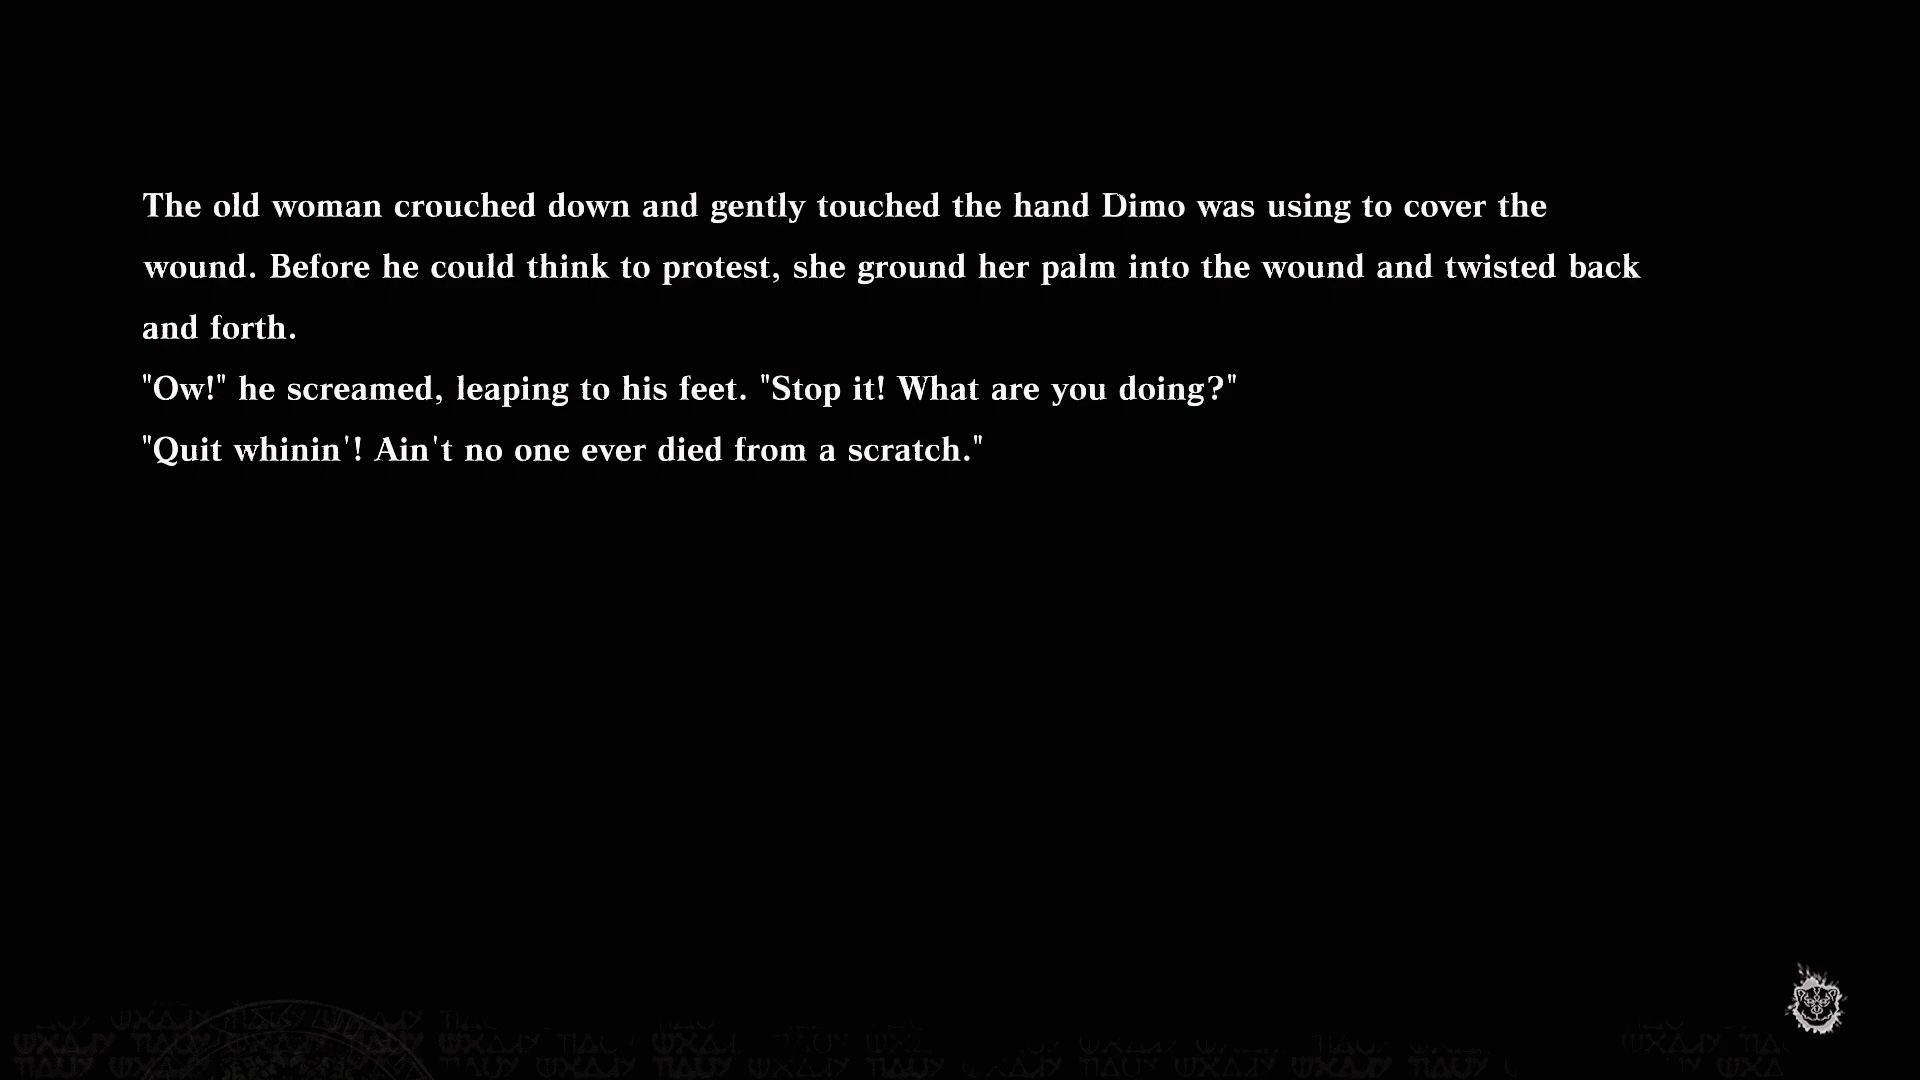 The old woman crouched down and gently touched the hand Dimo was using to cover the
wound. Before he could think to protest, she ground her palm into the wound and twisted back
and forth.
"Ow!" he screamed, leaping to his feet. "Stop it! What are you doing?"
"Quit whinin'! Ain't no one ever died from a scratch."